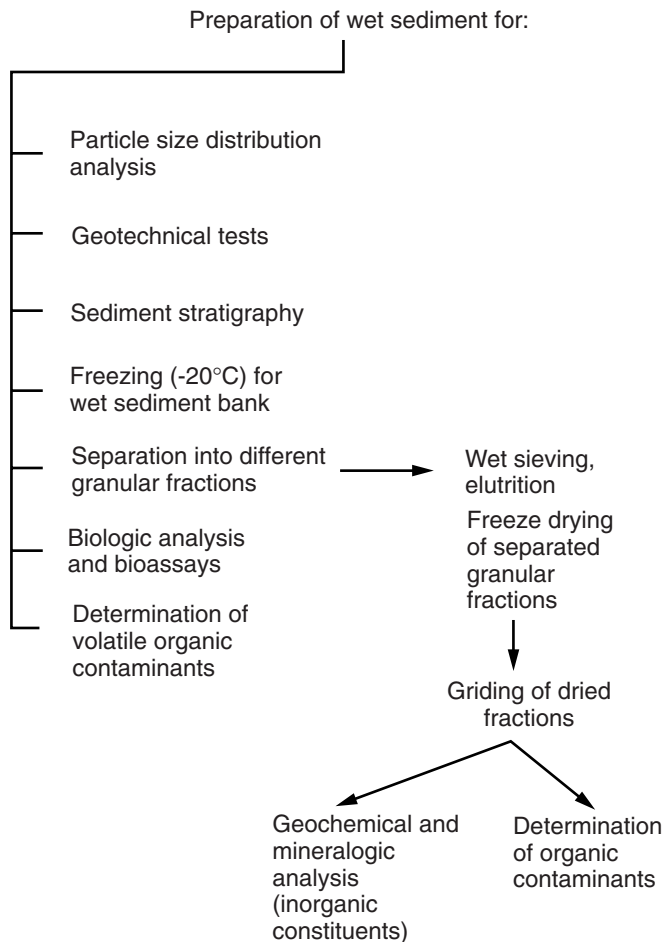 Preparation of wet sediment for:
Particle size distribution
analysis
Geotechnical tests
Sediment stratigraphy
Freezing (-20°C) for
wet sediment bank
Separation into different
granular fractions
Wet sieving,
elutrition
Freeze drying
of separated
granular
fractions
Biologic analysis
and bioassays
Determination of
volatile organic
contaminants
Griding of dried
fractions
Geochemical and
mineralogic
analysis
(inorganic
constituents)
Determination
of organic
contaminants